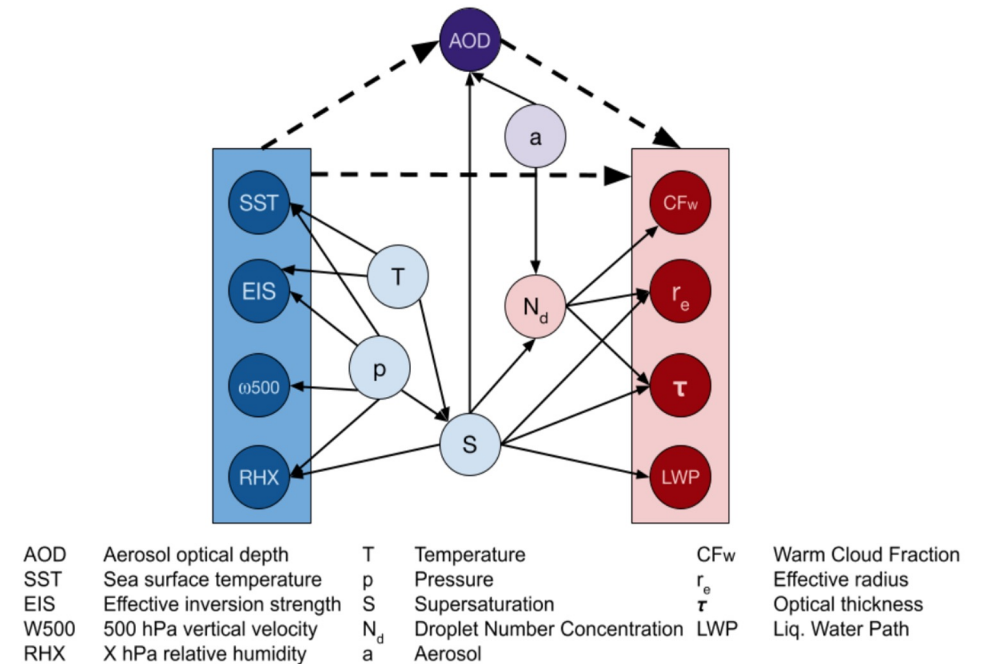 AOD
a
SST
CFw
T
EIS
Nd
re
p
ω500
τ
S
RHX
LWP
AOD Aerosol optical depth T Temperature CFw Warm Cloud Fraction
SST Sea surface temperature p Pressure re Effective radius
EIS Effective inversion strength S Supersaturation τ Optical thickness
W500 500 hPa vertical velocity Nd Droplet Number Concentration LWP Liq. Water Path
RHX X hPa relative humidity a Aerosol